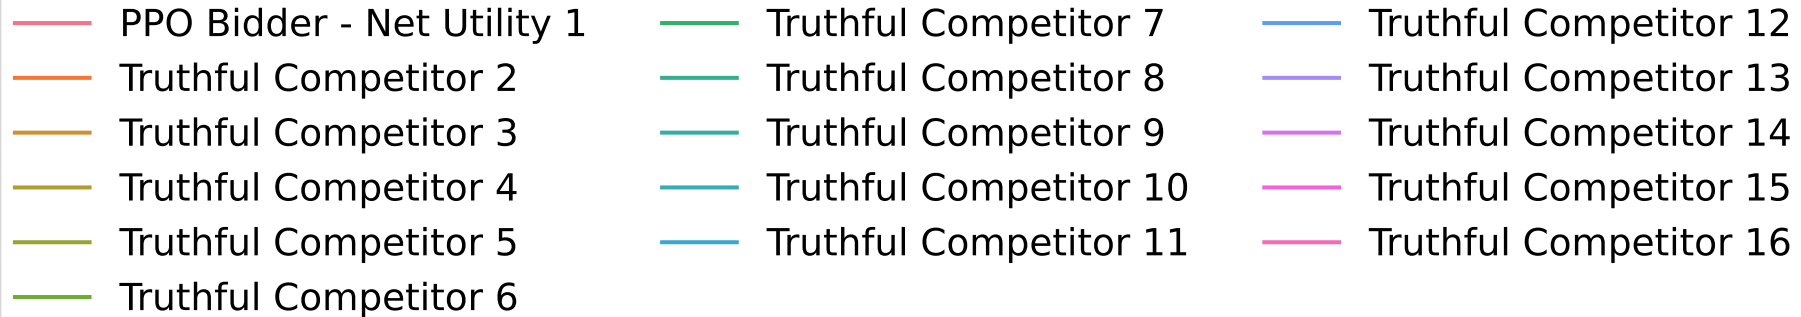 PPO Bidder - Net Utility 1
Truthful Competitor 2
Truthful Competitor 3
Truthful Competitor 4
Truthful Competitor 5
Truthful Competitor 6
Truthful Competitor 7
Truthful Competitor 8
Truthful Competitor 9
Truthful Competitor 10
Truthful Competitor 11
Truthful Competitor 12
Truthful Competitor 13
Truthful Competitor 14
Truthful Competitor 15
Truthful Competitor 16